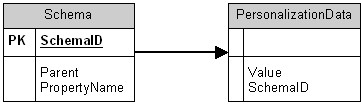 Schema
PK SchemaID
Parent
PropertyName
PersonalizationData
Value
SchemaID